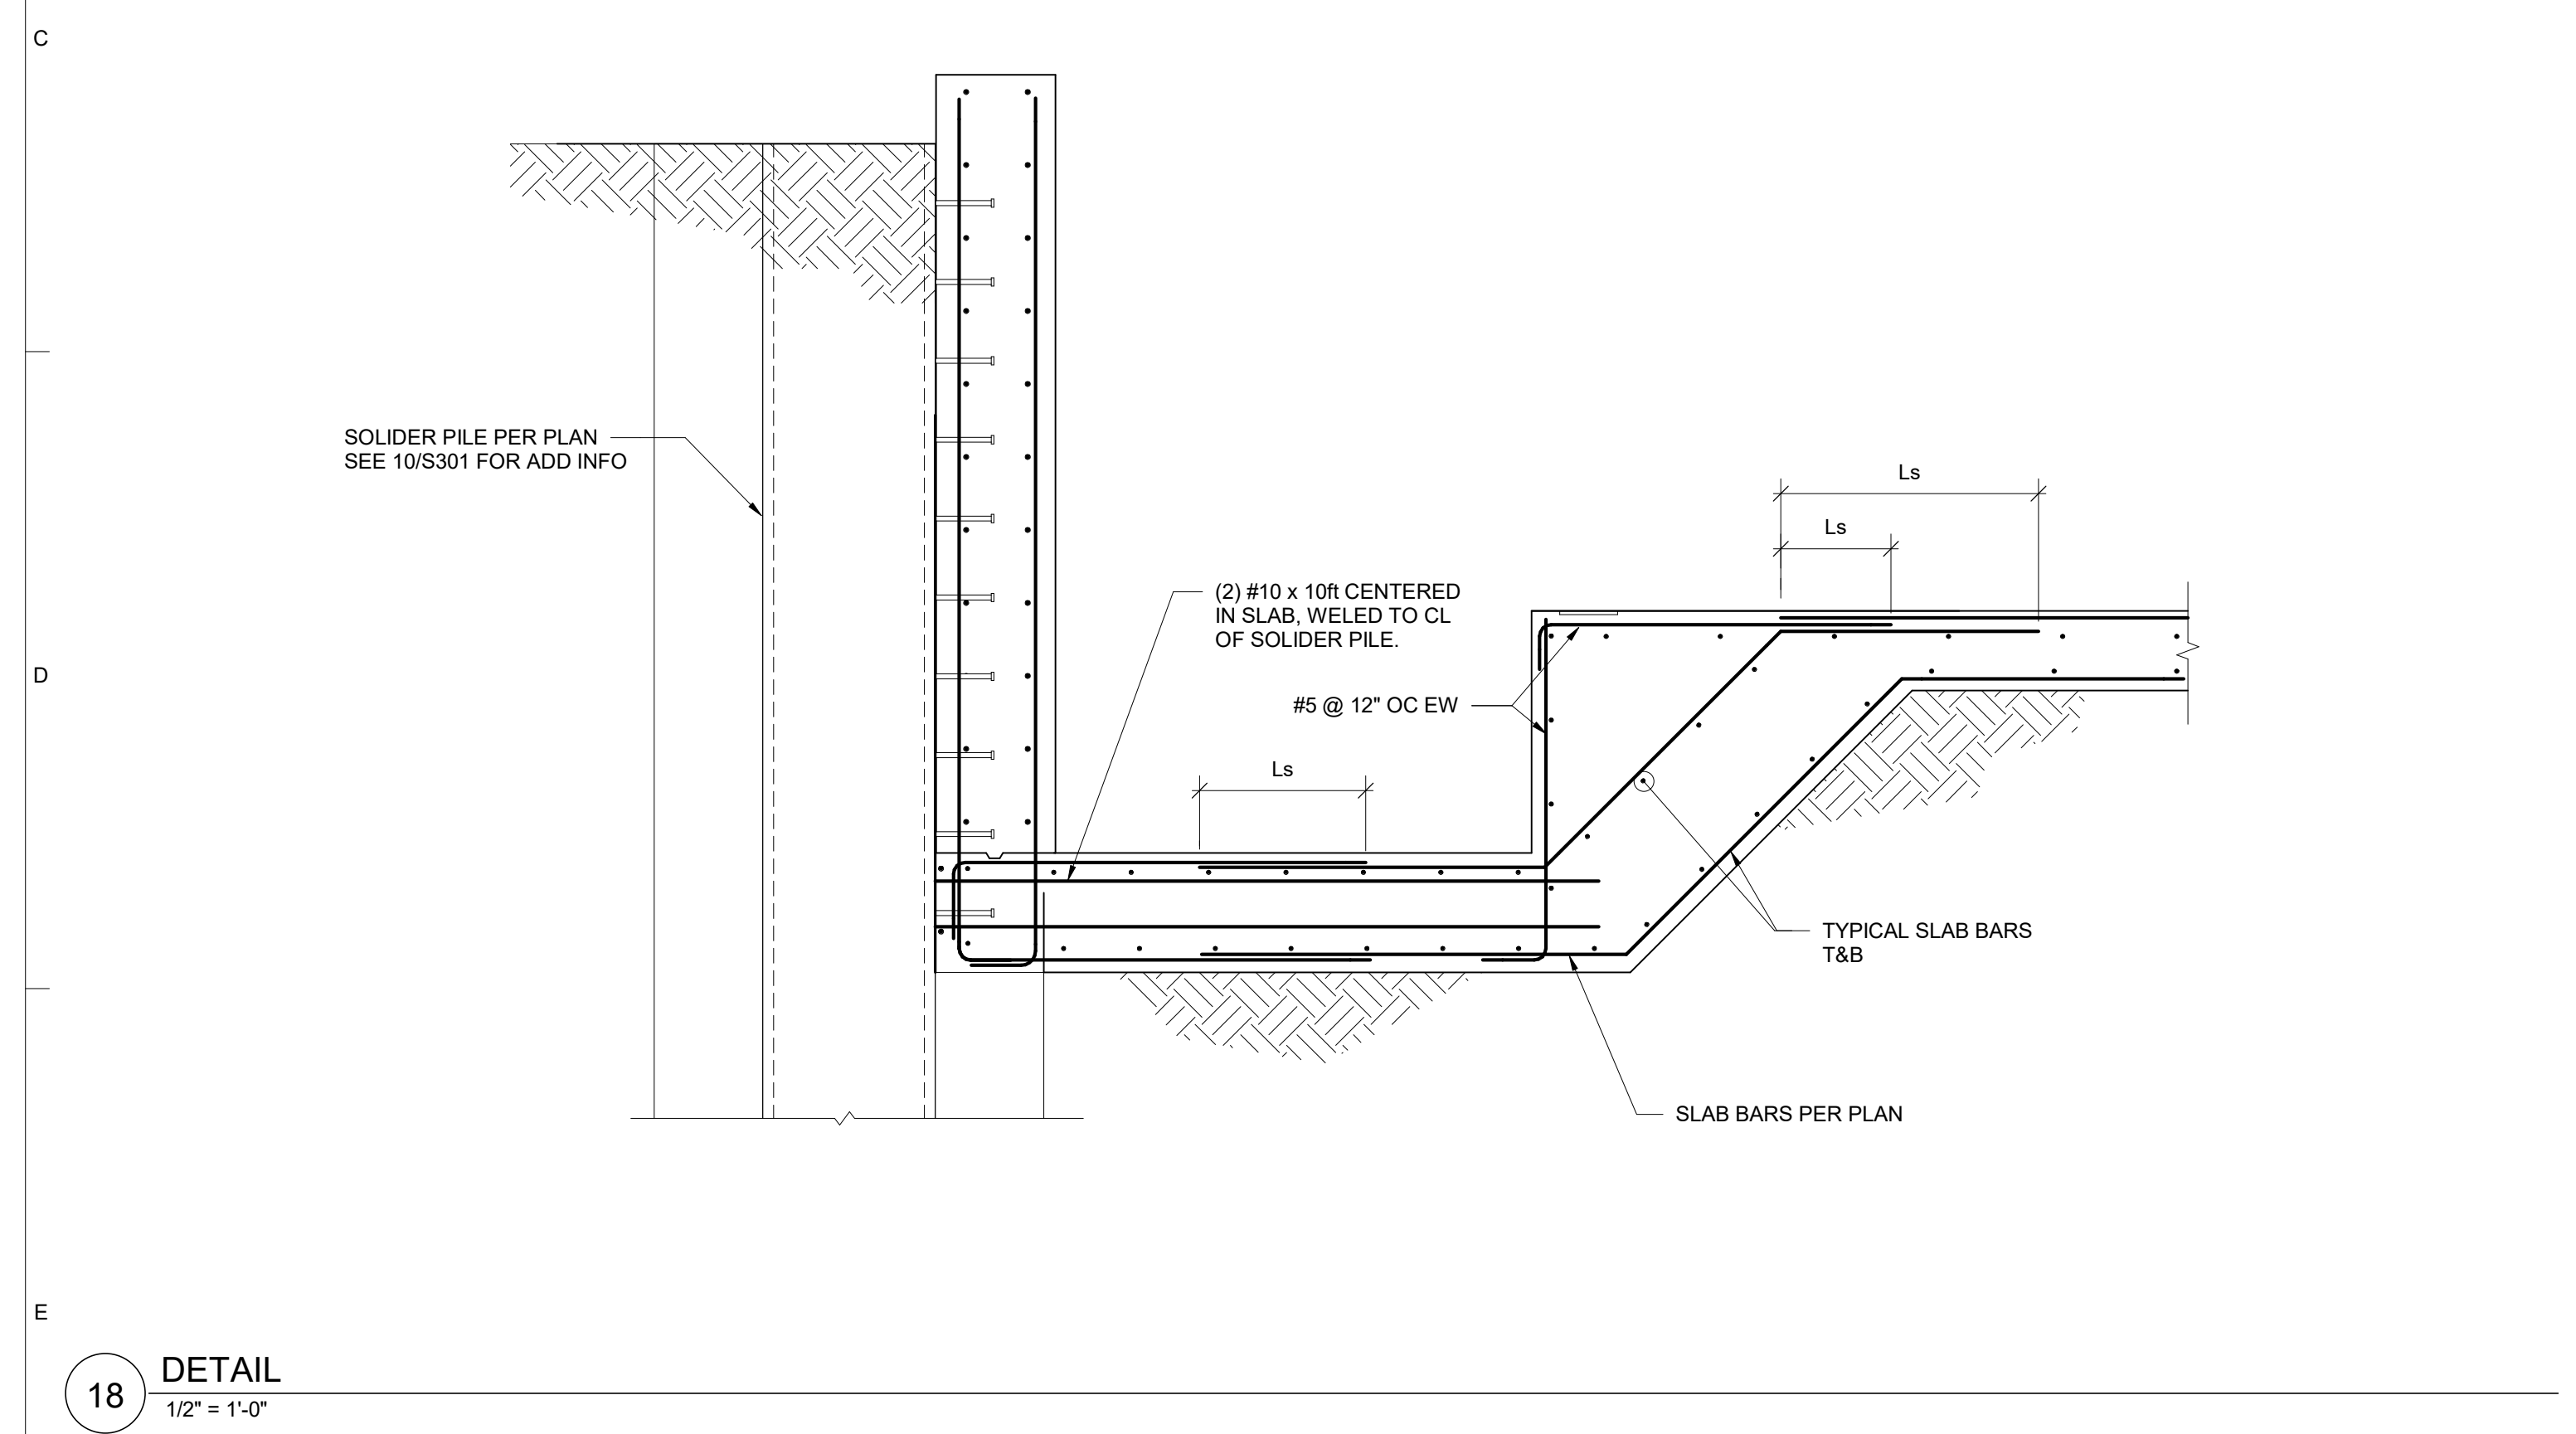 C
SOLIDER PILE PER PLAN
SEE 10/S301 FOR ADD INFO
Ls
Ls
(2) #10 x 10ft CENTERED
IN SLAB, WELED TO CL
OF SOLIDER PILE.
D
#5 @ 12" OC EW
Ls
TYPICAL SLAB BARS
T&B
SLAB BARS PER PLAN
E
18
DETAIL
1/2" = 1'-0"